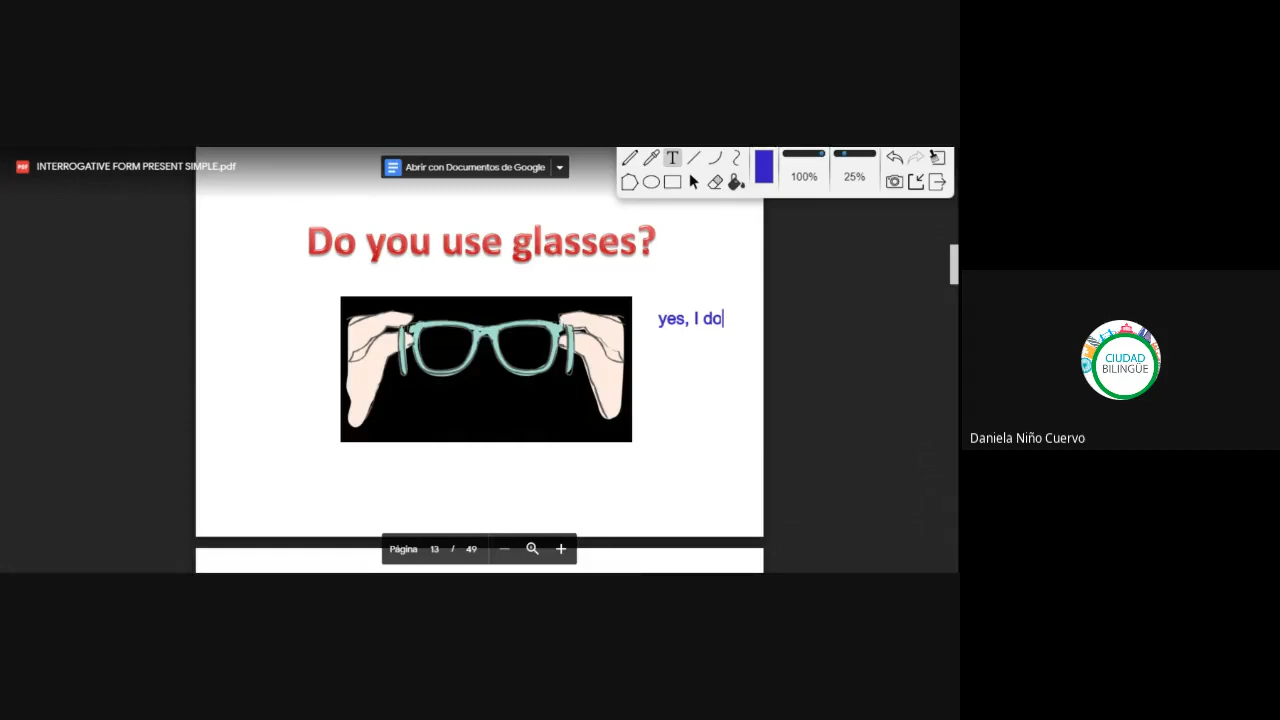 INTERROGATIVE FORM PRESENT SIMPLE.pdf
Abrir con Documentos de Google
T
100%
25%
Do you use glasses?
yes, I do
CIUDAD
BILINGÜE
Daniela Niño Cuervo
Página 13 / 49